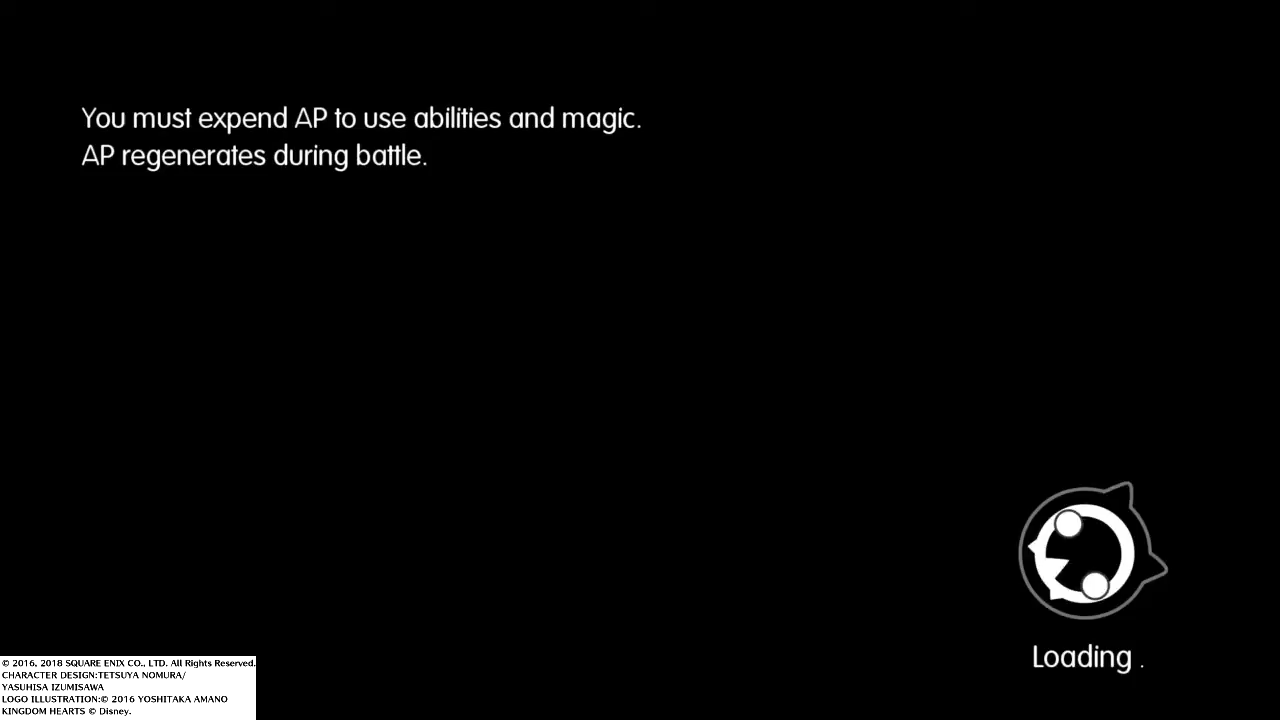 You must expend AP to use abilities and magic.
AP regenerates during battle.
Loading .
© 2016, 2018 SQUARE ENIX CO., LTD. All Rights Reserved.
CHARACTER DESIGN:TETSUYA NOMURA/
YASUHISA IZUMISAWA
LOGO ILLUSTRATION:© 2016 YOSHITAKA AMANO
KINGDOM HEARTS © Disney.